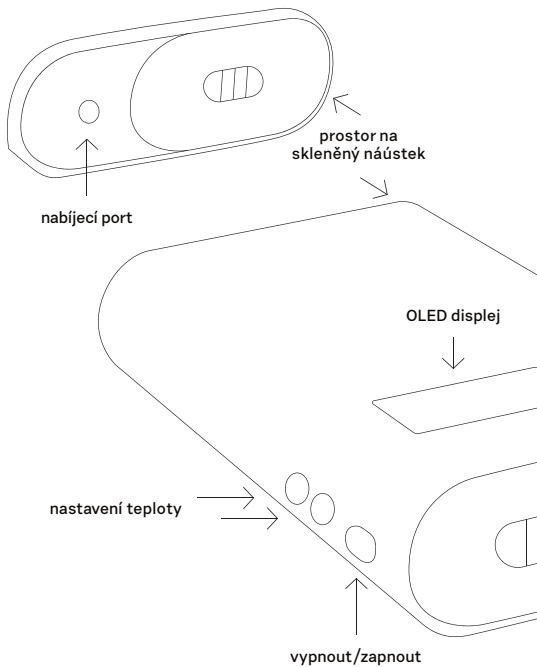 prostor na
skleněný náústek
nabíjecí port
OLED displej
nastavení teploty
vypnout/zapnout